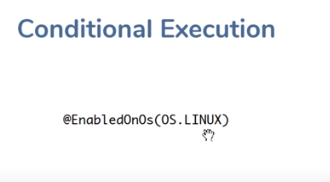 Conditional Execution
@EnabledOnOs(OS.LINUX)